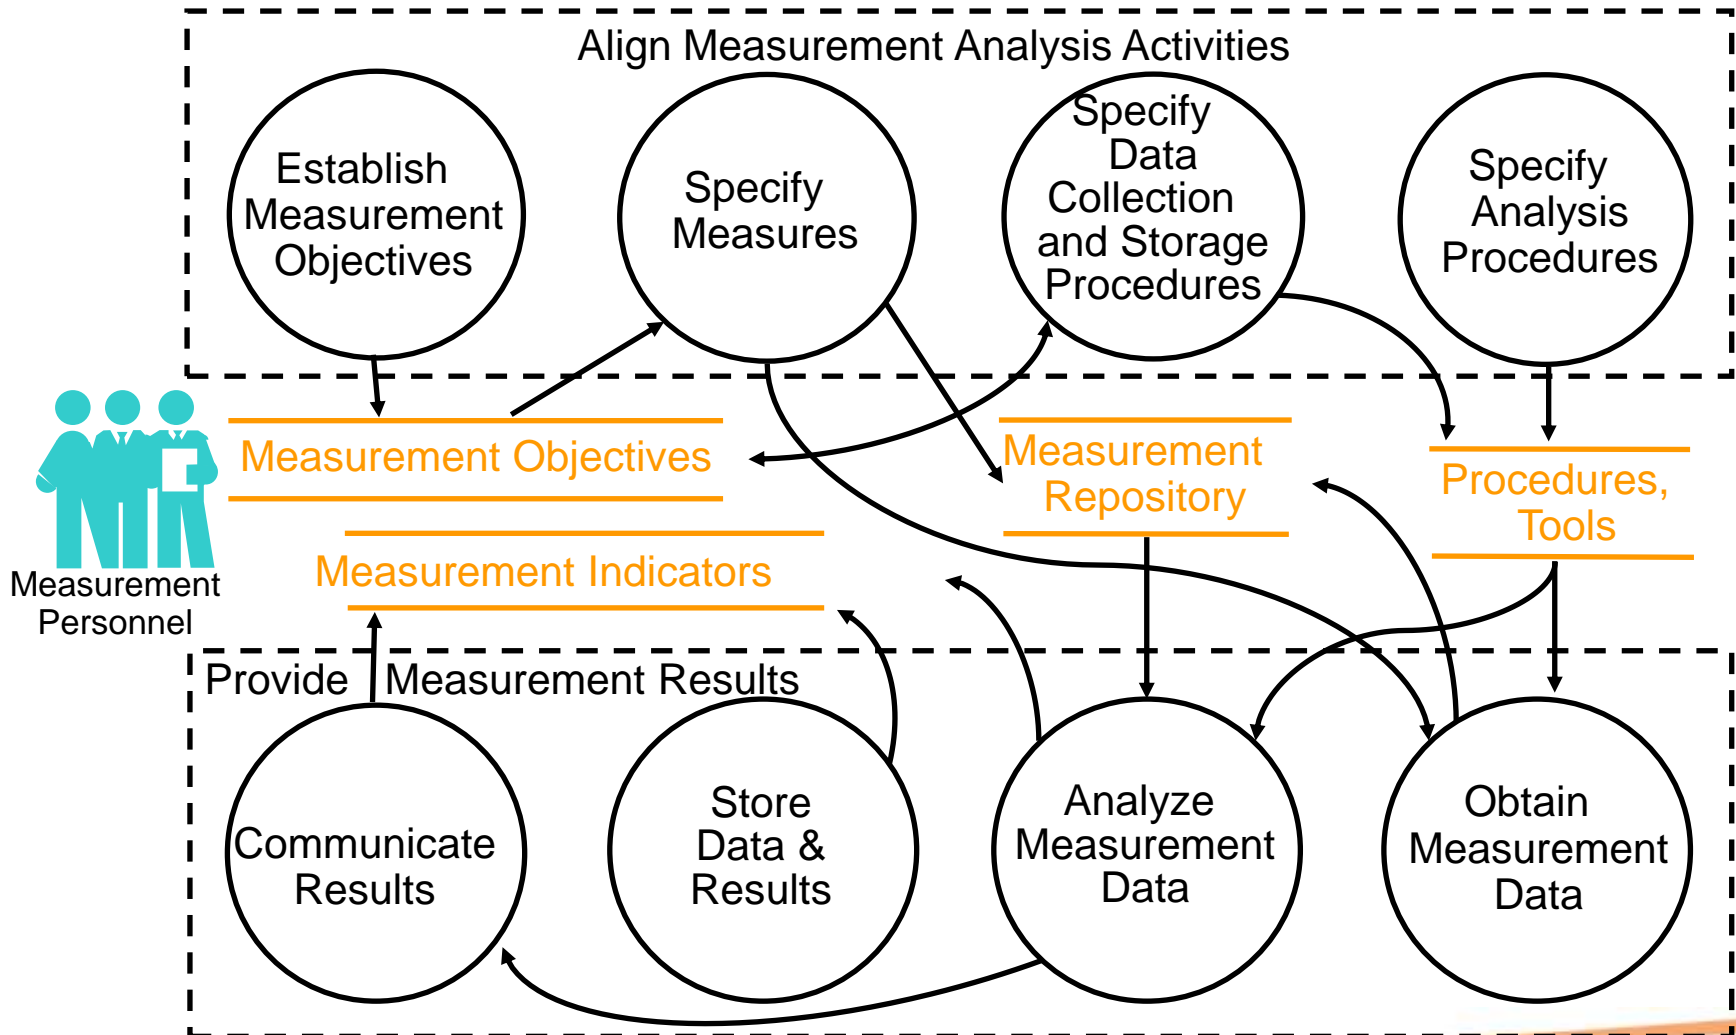 Align Measurement Analysis Activities
Establish
Measurement
Objectives
Specify
Measures
Specify
Data
Collection
and Storage
Procedures
Specify
Analysis
Procedures
Measurement Objectives
Measurement
Repository
Procedures,
Tools
Measurement Indicators
Measurement
Personnel
Provide Measurement Results
Communicate
Results
Store
Data &
Results
Analyze
Measurement
Data
Obtain
Measurement
Data